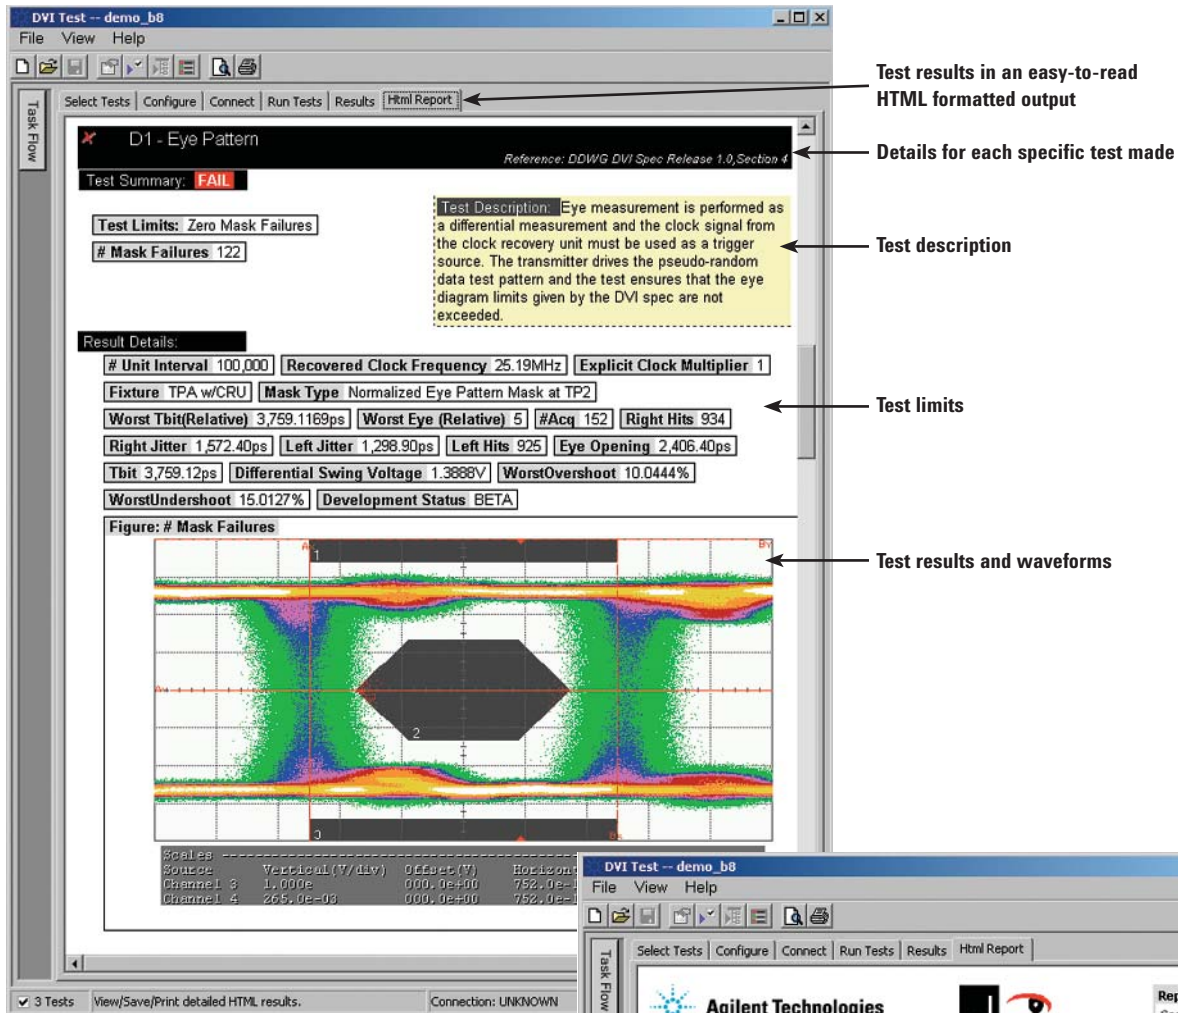 DVI Test -- demo_b8
File View Help
Task Flow
Select Tests Configure Connect Run Tests Results Html Report
Test results in an easy-to-read
HTML formatted output
D1 - Eye Pattern
Reference: DDWG DVI Spec Release 1.0,Section 4
Details for each specific test made
Test Summary: FAIL
Test Limits: Zero Mask Failures
# Mask Failures 122
Test Description: Eye measurement is performed as
a differential measurement and the clock signal from
the clock recovery unit must be used as a trigger
source. The transmitter drives the pseudo-random
data test pattern and the test ensures that the eye
diagram limits given by the DVI spec are not
exceeded.
Test description
Result Details:
# Unit Interval 100,000 Recovered Clock Frequency 25.19MHz Explicit Clock Multiplier 1
Fixture TPA w/CRU Mask Type Normalized Eye Pattern Mask at TP2
Worst Tbit(Relative) 3,759.1169ps Worst Eye (Relative) 5 #Acq 152 Right Hits 934
Right Jitter 1,572.40ps Left Jitter 1,298.90ps Left Hits 925 Eye Opening 2,406.40ps
Tbit 3,759.12ps Differential Swing Voltage 1.3888V WorstOvershoot 10.0444%
WorstUndershoot 15.0127% Development Status BETA
Test limits
Figure: # Mask Failures
1
2
3
Test results and waveforms
Scales
Source Vertical(V/div) Offset(V)
Channel 3 1.000e 000.0e+00 752.0e-1
Channel 4 265.0e-03 000.0e+00 752.0e-1
3 Tests View/Save/Print detailed HTML results. Connection: UNKNOWN
DVI Test -- demo_b8
File View Help
Task Flow
Select Tests Configure Connect Run Tests Results Html Report
Agilent Technologies